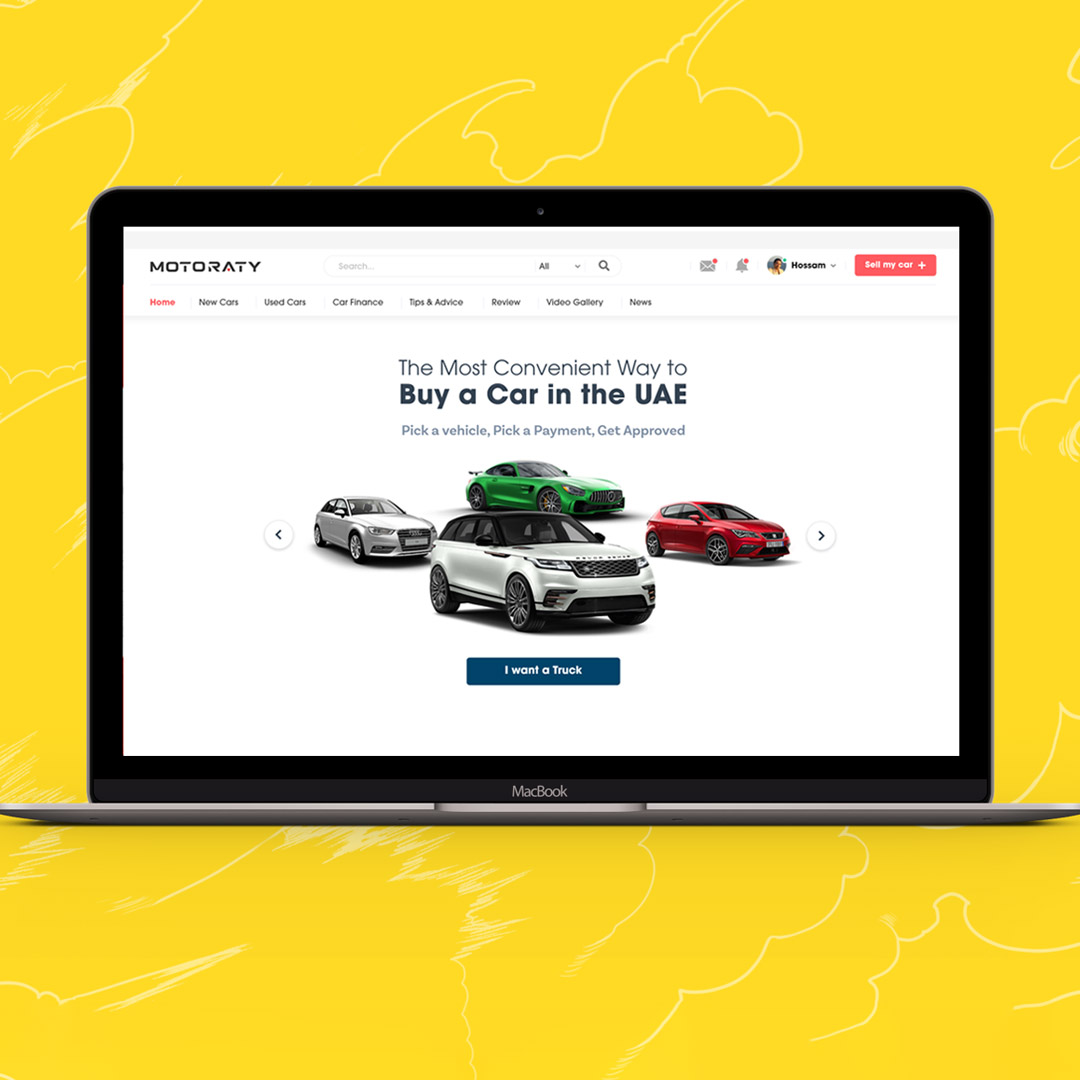 MOTORATY
Search...
All
Hossam
Sell my car +
Home
New Cars
Used Cars
Car Finance
Tips & Advice
Review
Video Gallery
News
The Most Convenient Way to
Buy a Car in the UAE
Pick a vehicle, Pick a Payment, Get Approved
I want a Truck
MacBook